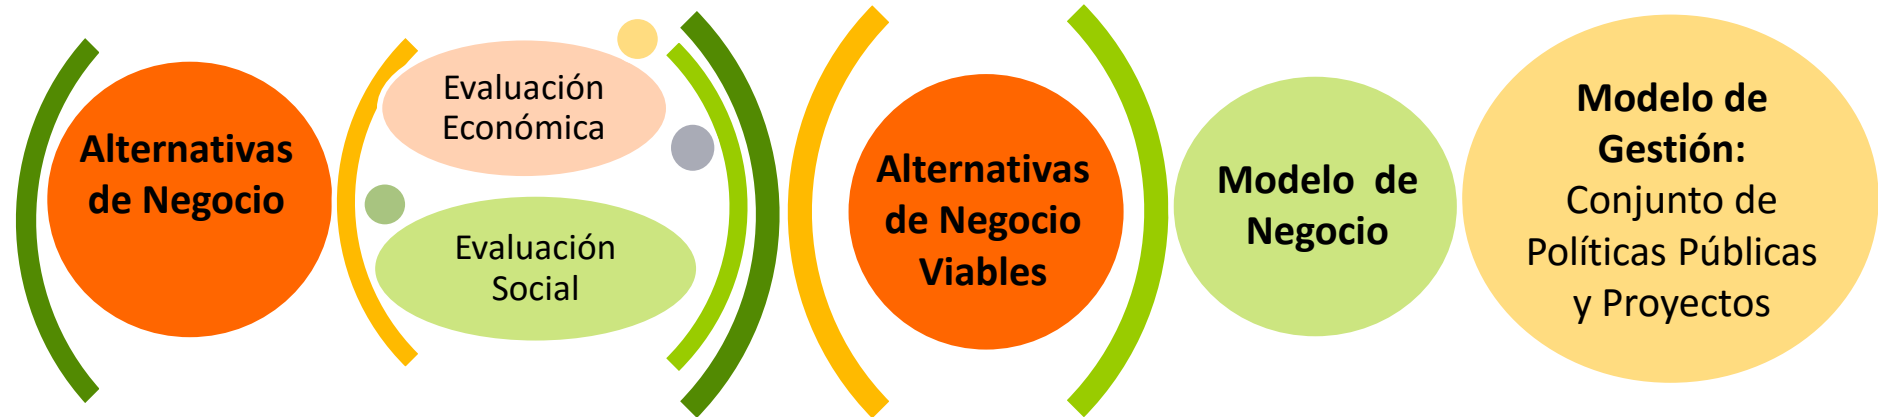 Alternativas
de Negocio
Evaluación
Económica
Evaluación
Social
Alternativas
de Negocio
Viables
Modelo de
Negocio
Modelo de
Gestión:
Conjunto de
Políticas Públicas
y Proyectos